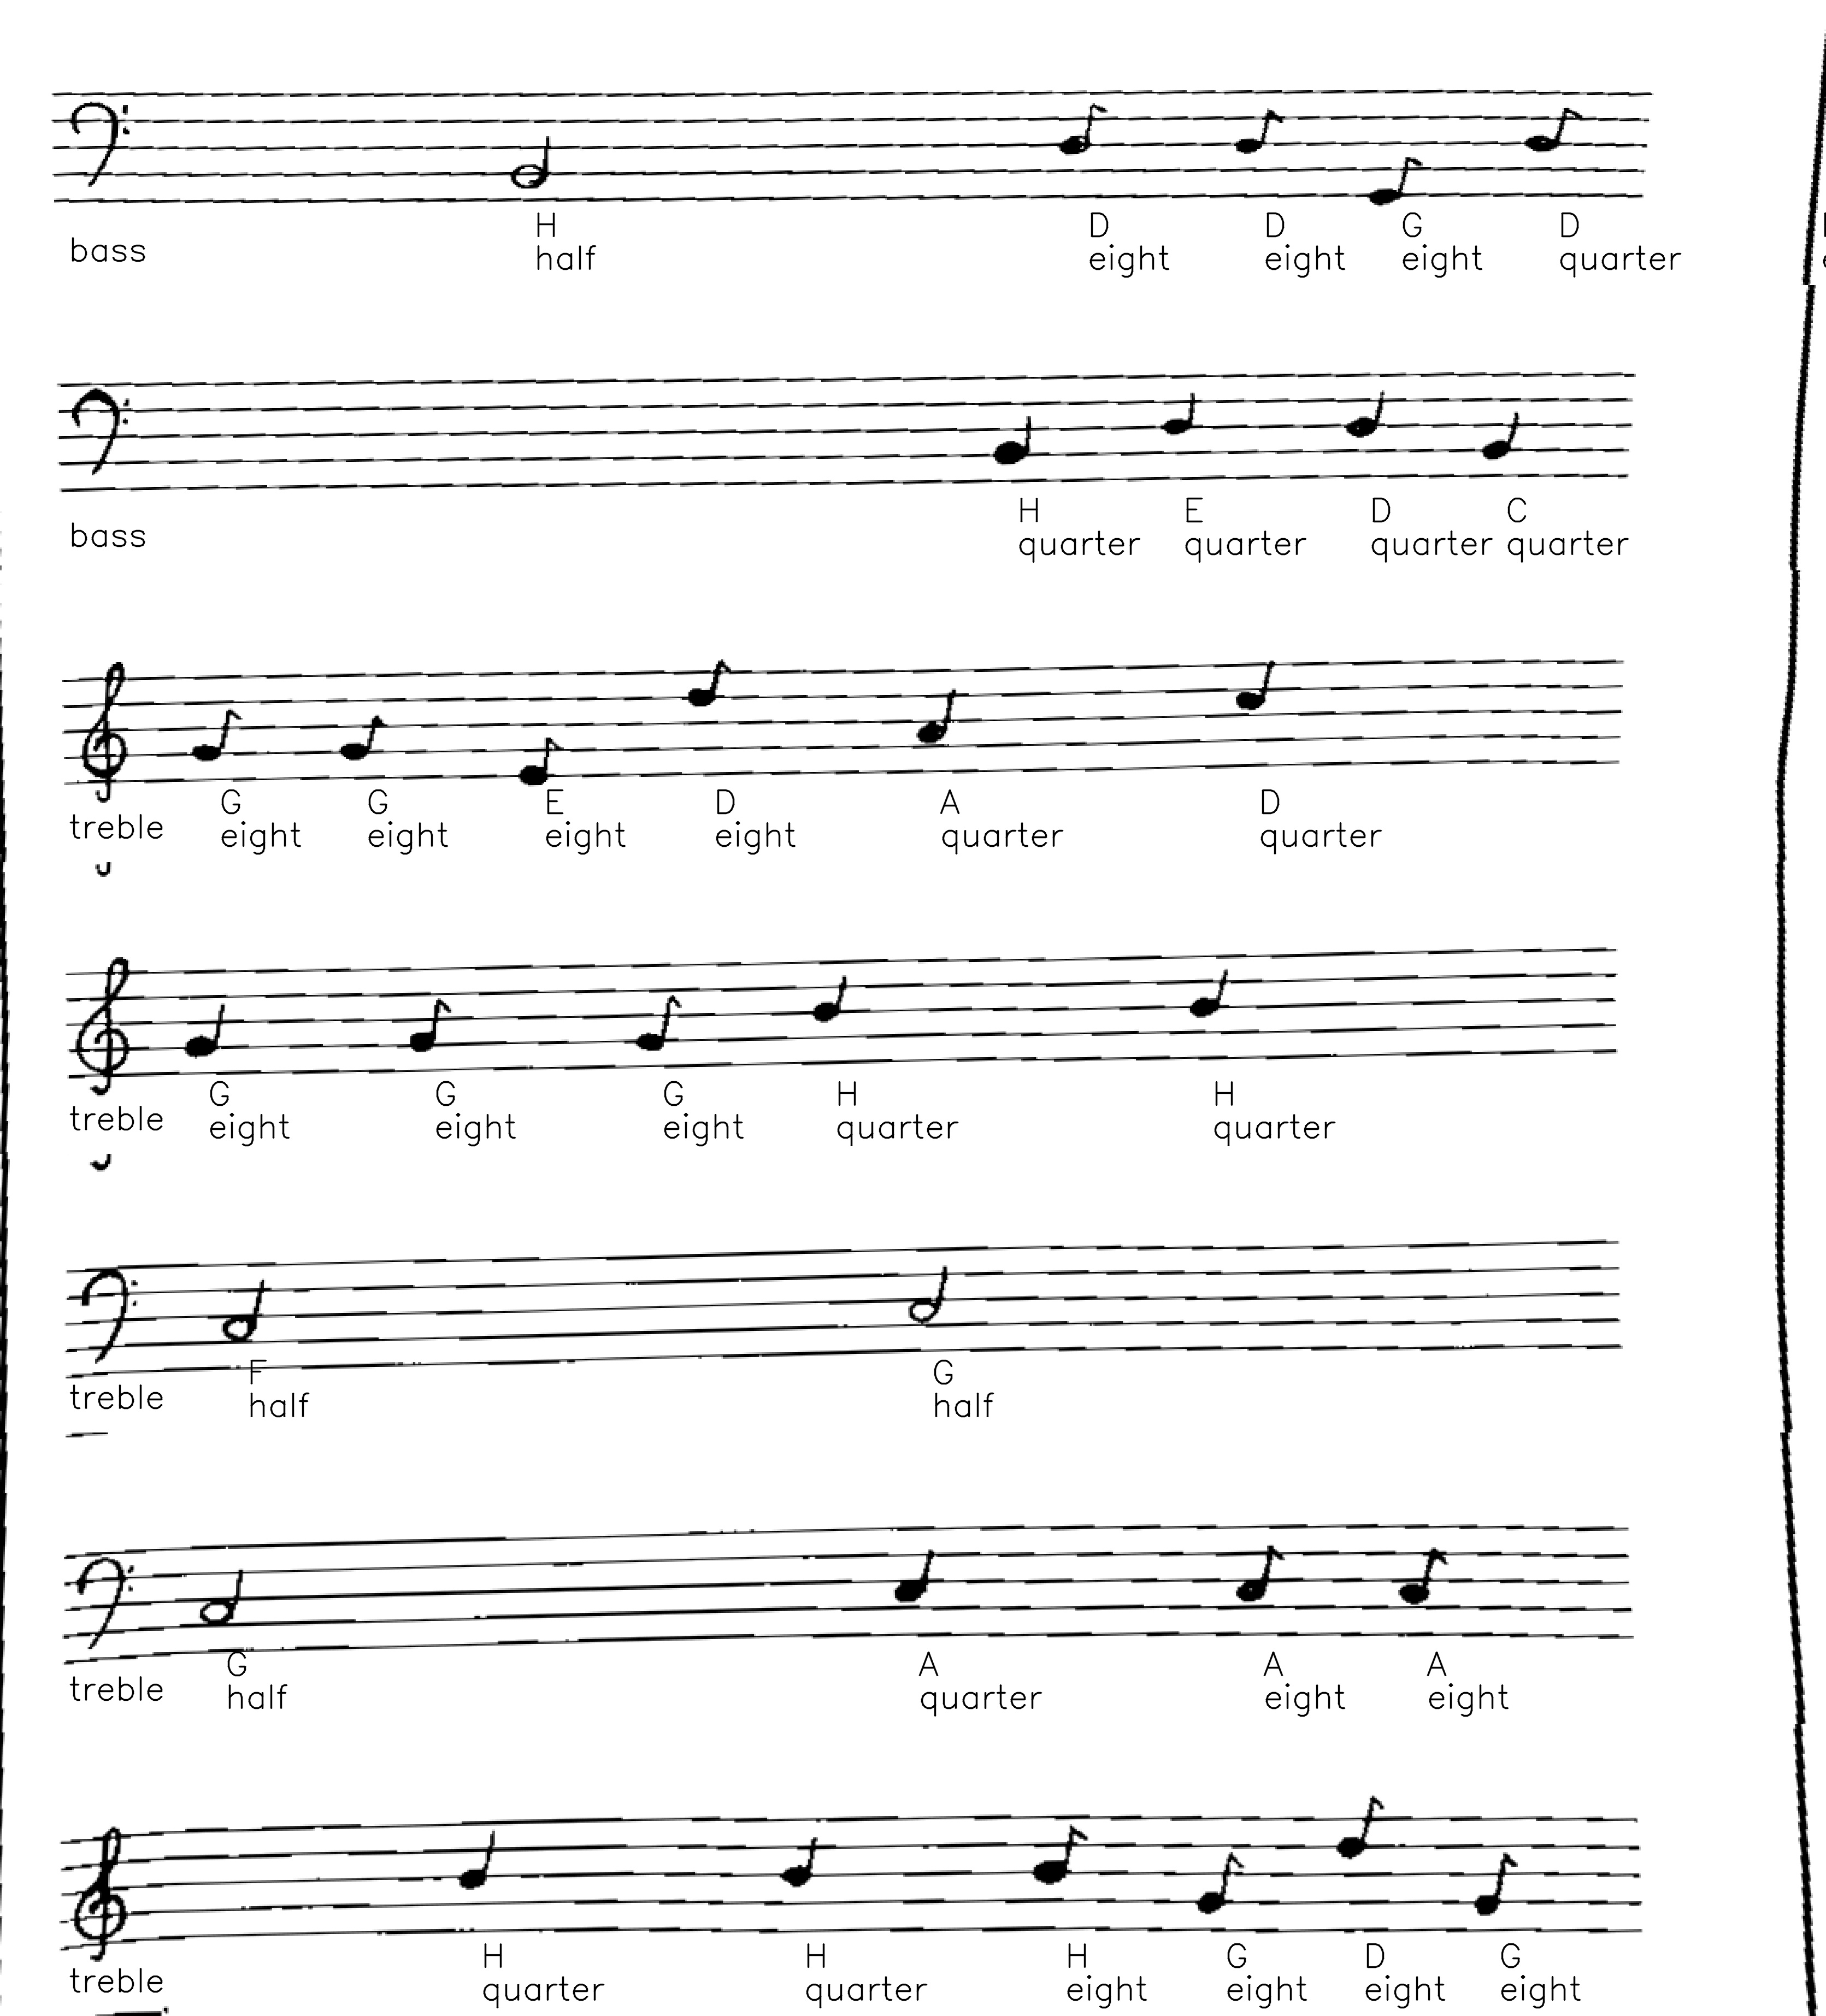 H D D G D
bass half eight eight eight quarter
H E D C
bass quarter quarter quarter quarter
G G E D A D
treble eight eight eight eight quarter quarter
G G G H H
treble eight eight eight quarter quarter
F G
treble half half
G A A A
treble half quarter eight eight
H H H G D G
treble quarter quarter eight eight eight eight